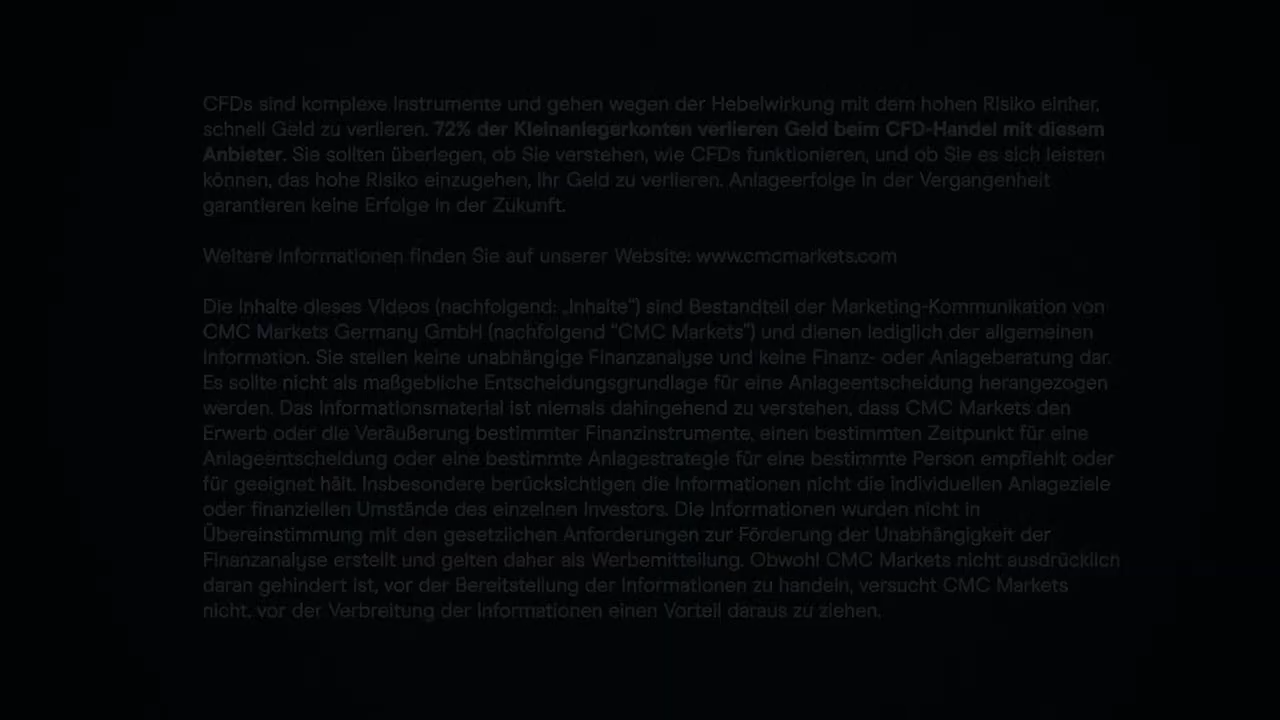 CFDs sind komplexe Instrumente und gehen wegen der Hebelwirkung mit dem hohen Risiko einher,
schnell Geld zu verlieren. 72% der Kleinanlegerkonten verlieren Geld beim CFD-Handel mit diesem
Anbieter. Sie sollten überlegen, ob Sie verstehen, wie CFDs funktionieren, und ob Sie es sich leisten
können, das hohe Risiko einzugehen, Ihr Geld zu verlieren. Anlageerfolge in der Vergangenheit
garantieren keine Erfolge in der Zukunft.
Weitere Informationen finden Sie auf unserer Website: www.cmcmarkets.com
Die Inhalte dieses Videos (nachfolgend: „Inhalte“) sind Bestandteil der Marketing-Kommunikation von
CMC Markets Germany GmbH (nachfolgend “CMC Markets”) und dienen lediglich der allgemeinen
Information. Sie stellen keine unabhängige Finanzanalyse und keine Finanz- oder Anlageberatung dar.
Es sollte nicht als maßgebliche Entscheidungsgrundlage für eine Anlageentscheidung herangezogen
werden. Das Informationsmaterial ist niemals dahingehend zu verstehen, dass CMC Markets den
Erwerb oder die Veräußerung bestimmter Finanzinstrumente, einen bestimmten Zeitpunkt für eine
Anlageentscheidung oder eine bestimmte Anlagestrategie für eine bestimmte Person empfiehlt oder
für geeignet hält. Insbesondere berücksichtigen die Informationen nicht die individuellen Anlageziele
oder finanziellen Umstände des einzelnen Investors. Die Informationen wurden nicht in
Übereinstimmung mit den gesetzlichen Anforderungen zur Förderung der Unabhängigkeit der
Finanzanalyse erstellt und gelten daher als Werbemitteilung. Obwohl CMC Markets nicht ausdrücklich
daran gehindert ist, vor der Bereitstellung der Informationen zu handeln, versucht CMC Markets
nicht, vor der Verbreitung der Informationen einen Vorteil daraus zu ziehen.